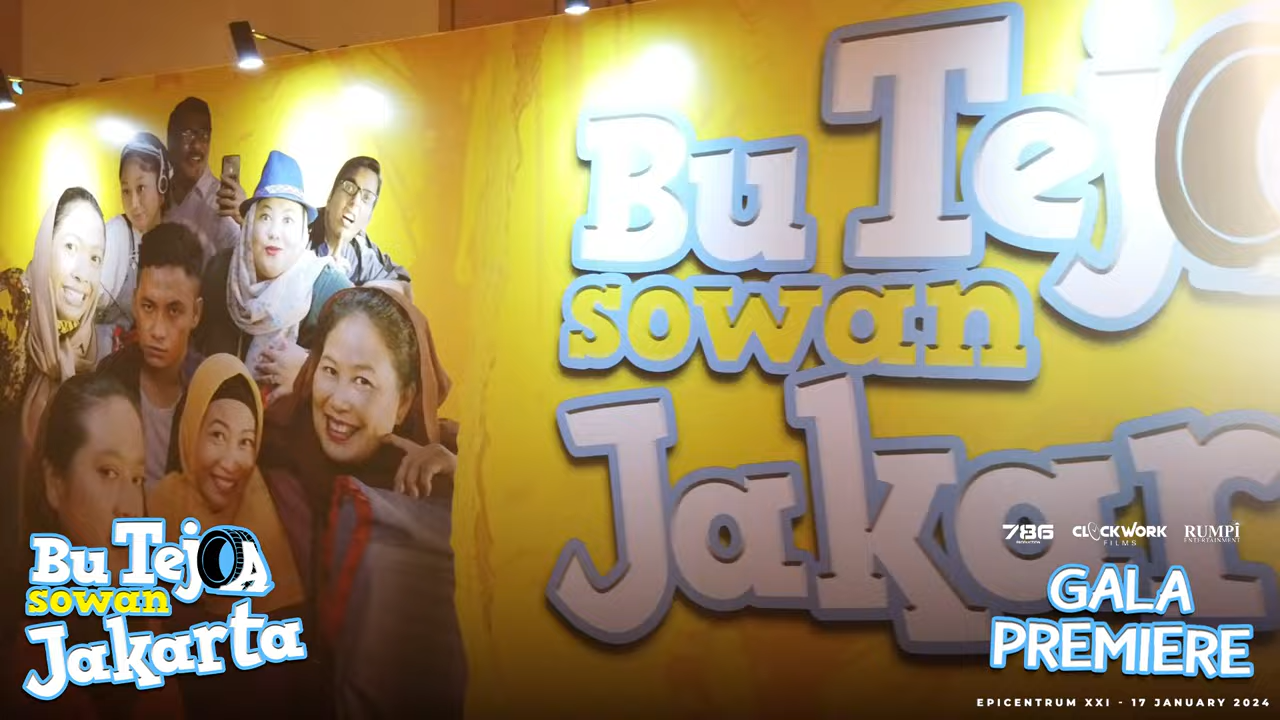 Bu Tejo
sowan
Jakar
Bu Tejo
sowan
Jakarta
786
CLOCKWORK
FILMS
RUMPI
ENTERTAINMENT
GALA
PREMIERE
EPICENTRUM XXI - 17 JANUARY 2024